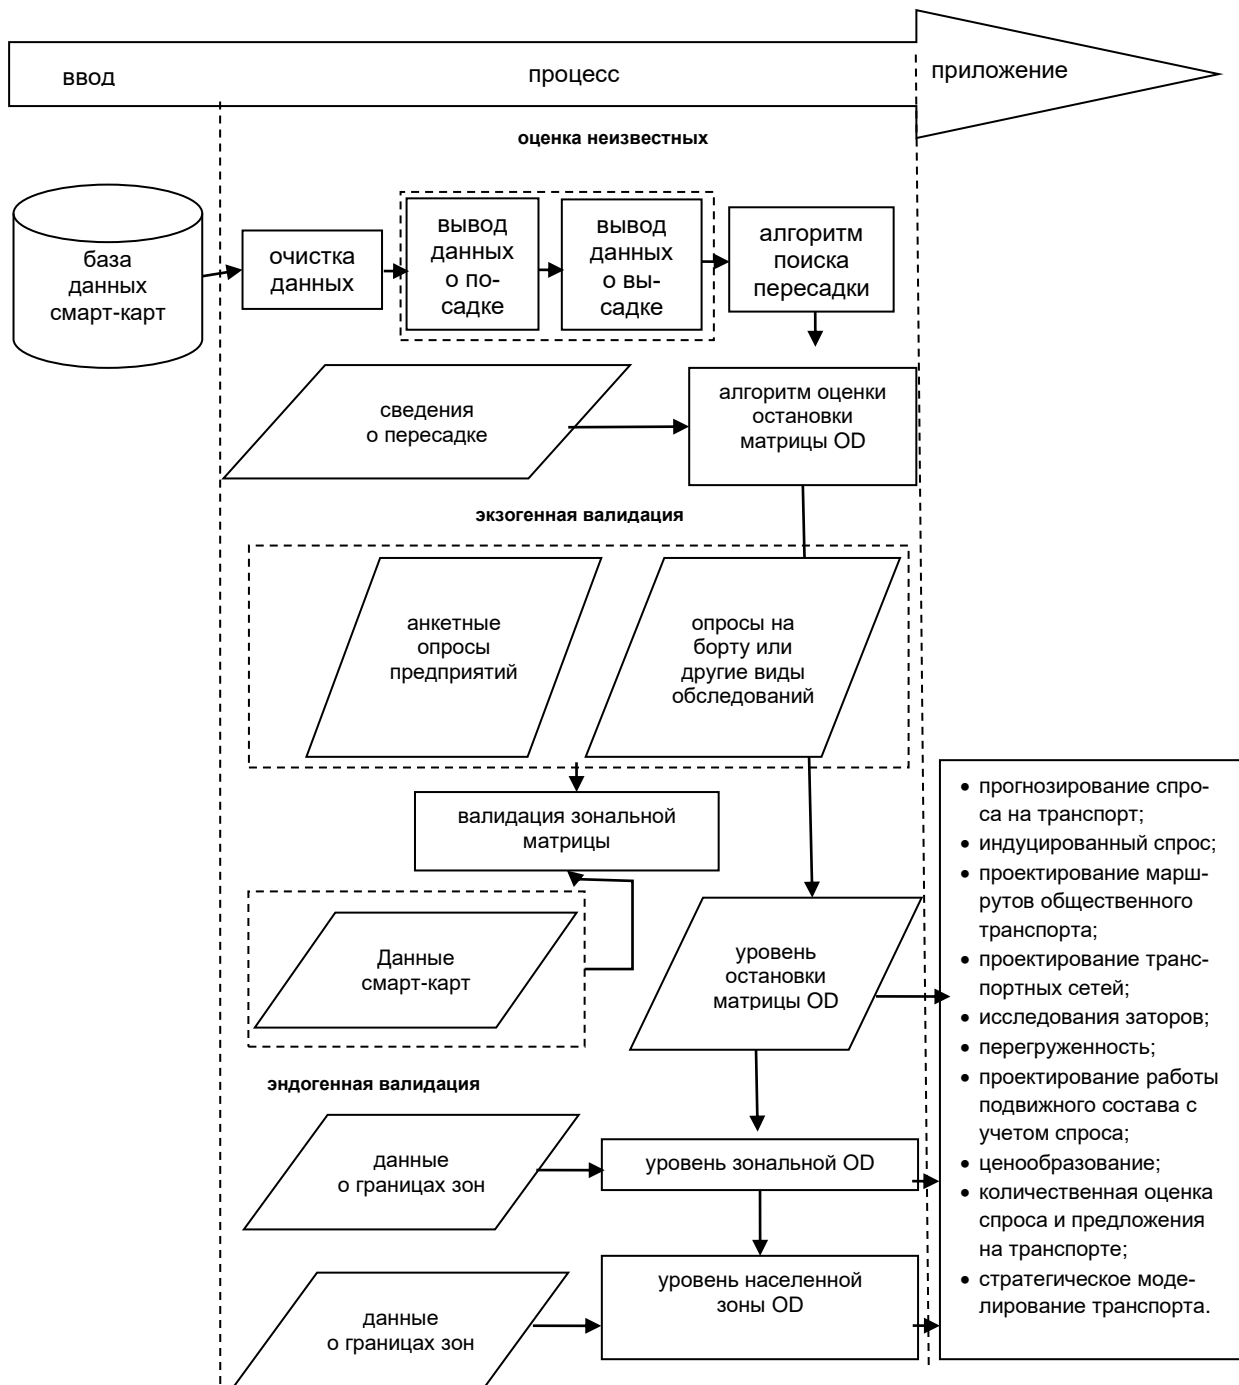 ввод
процесс
приложение
оценка неизвестных
база
данных
смарт-карт
очистка
данных
вывод
данных
о по-
садке
вывод
данных
о вы-
садке
алгоритм
поиска
пересадки
сведения
о пересадке
алгоритм оценки
остановки
матрицы OD
экзогенная валидация
анкетные
опросы
предприятий
опросы на
борту или
другие виды
обследований
валидация зональной
матрицы
Данные
смарт-карт
уровень
остановки
матрицы OD
эндогенная валидация
данные
о границах зон
уровень зональной OD
данные
о границах зон
уровень населенной
зоны OD
• прогнозирование спро-
са на транспорт;
• индуцированный спрос;
• проектирование марш-
рутов общественного
транспорта;
• проектирование транс-
портных сетей;
• исследования заторов;
• перегруженность;
• проектирование работы
подвижного состава с
учетом спроса;
• ценообразование;
• количественная оценка
спроса и предложения
на транспорте;
• стратегическое моде-
лирование транспорта.